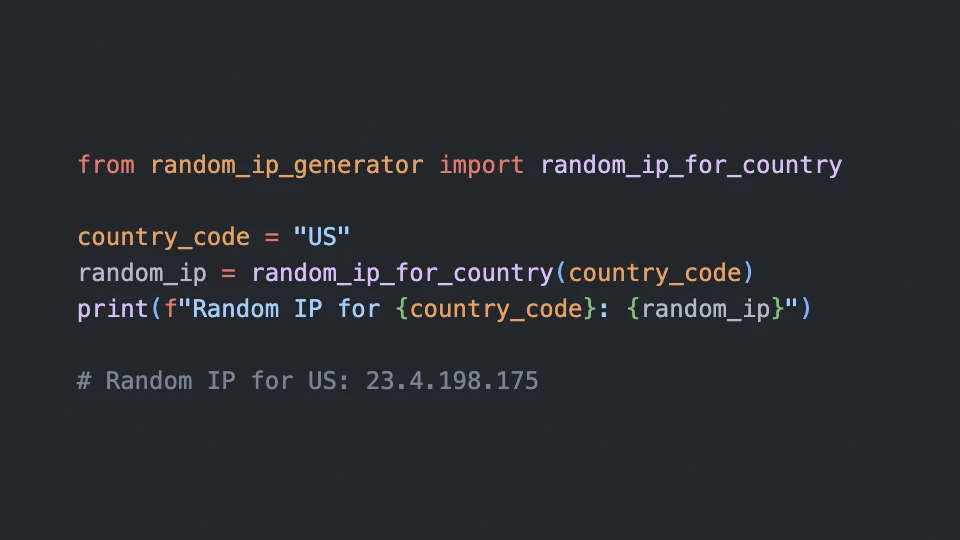 from random_ip_generator import random_ip_for_country
country_code = "US"
random_ip = random_ip_for_country(country_code)
print(f"Random IP for {country_code}: {random_ip}")
# Random IP for US: 23.4.198.175